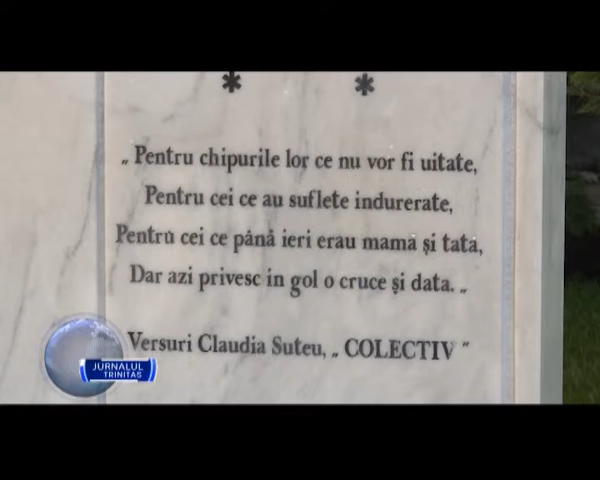 * *
„Pentru chipurile lor ce nu vor fi uitate,
Pentru cei ce au suflete indurerate,
Pentru cei ce până ieri erau mama și tata,
Dar azi privesc in gol o cruce și data.„
Versuri Claudia Suteu, „ COLECTIV ”
JURNALUL
TRINITAS